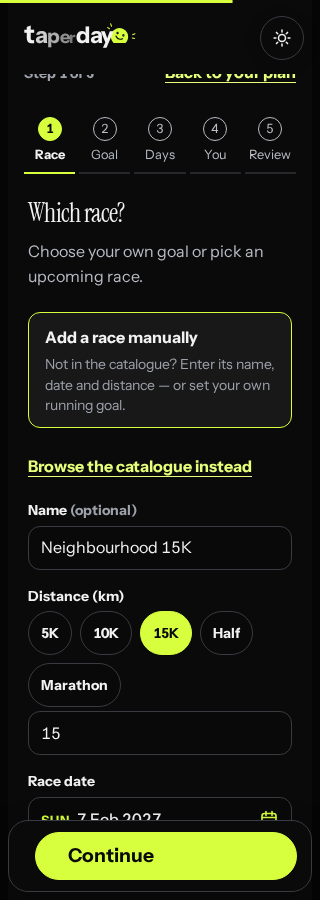 taperday
Step 1 of 5
Back to your plan
1 2 3 4 5
Race Goal Days You Review
Which race?
Choose your own goal or pick an
upcoming race.
Add a race manually
Not in the catalogue? Enter its name,
date and distance — or set your own
running goal.
Browse the catalogue instead
Name (optional)
Neighbourhood 15K
Distance (km)
5K 10K 15K Half
Marathon
15
Race date
SUN 7 Feb 2027
Continue